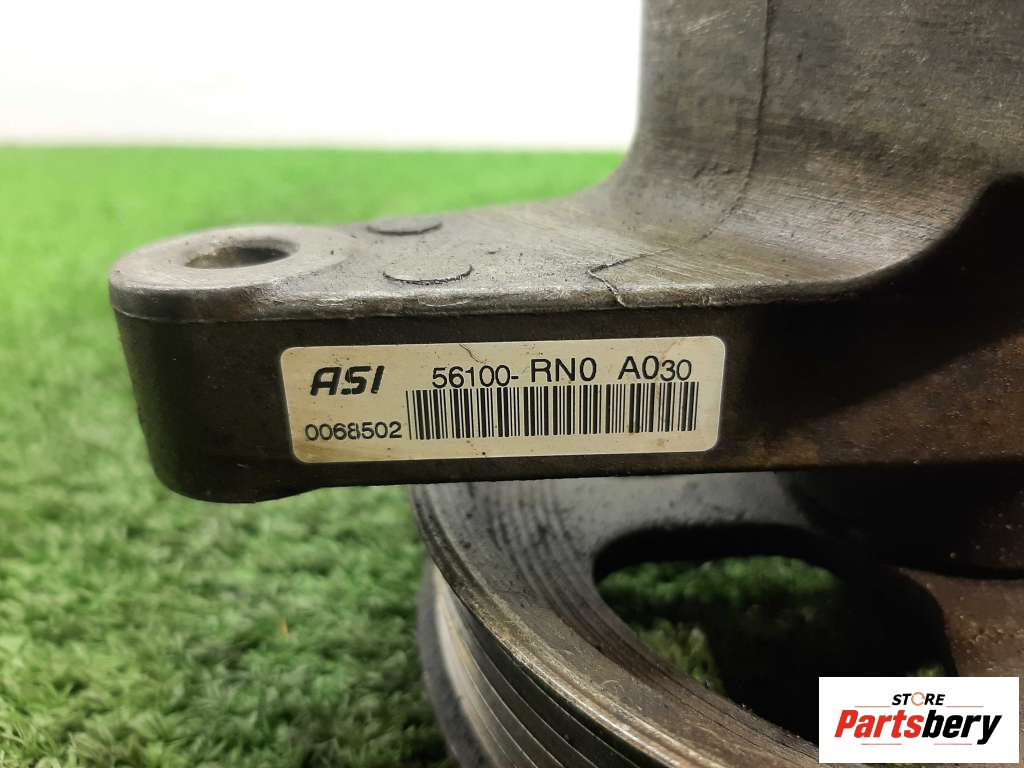 ASI 56100- RN0 A030
0068502
STORE
Partsbery